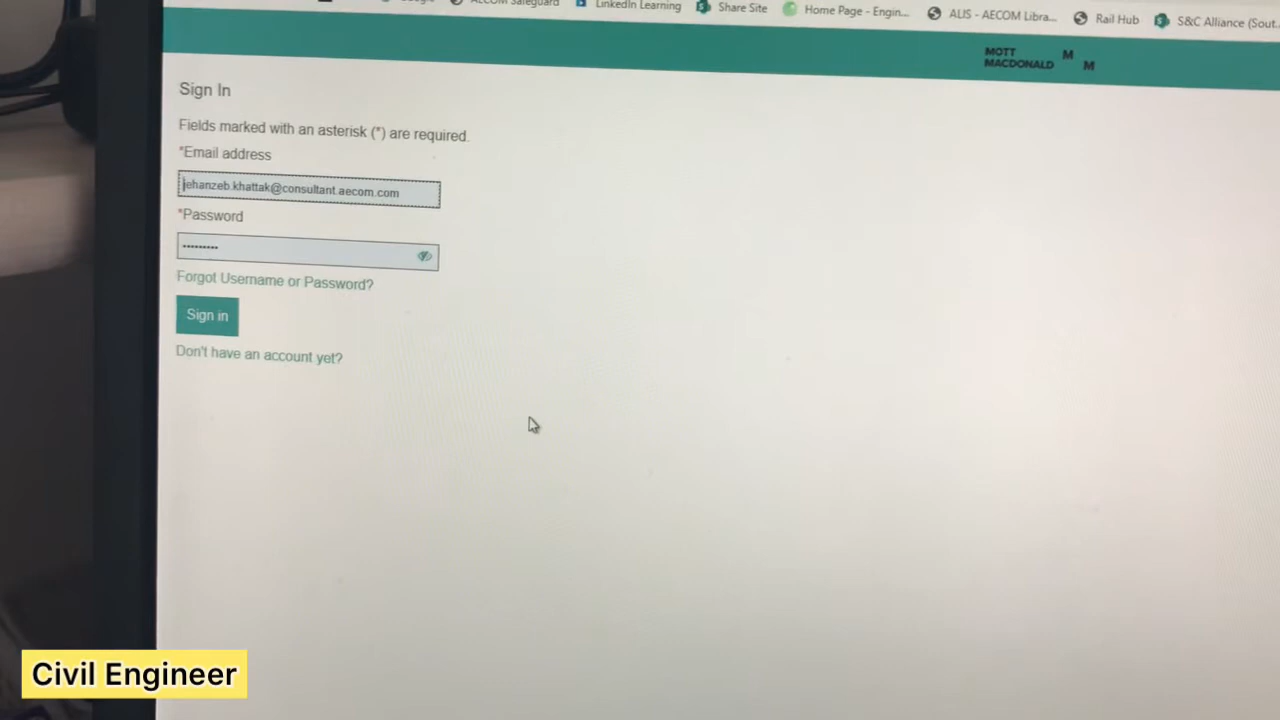 LinkedIn Learning
Share Site
Home Page - Engin...
ALIS - AECOM Libra...
Rail Hub
S&C Alliance (Sout...
MOTT
MACDONALD
M
M
Sign In
Fields marked with an asterisk (*) are required.
*Email address
jehanzeb.khattak@consultant.aecom.com
*Password
Forgot Username or Password?
Sign in
Don't have an account yet?
Civil Engineer